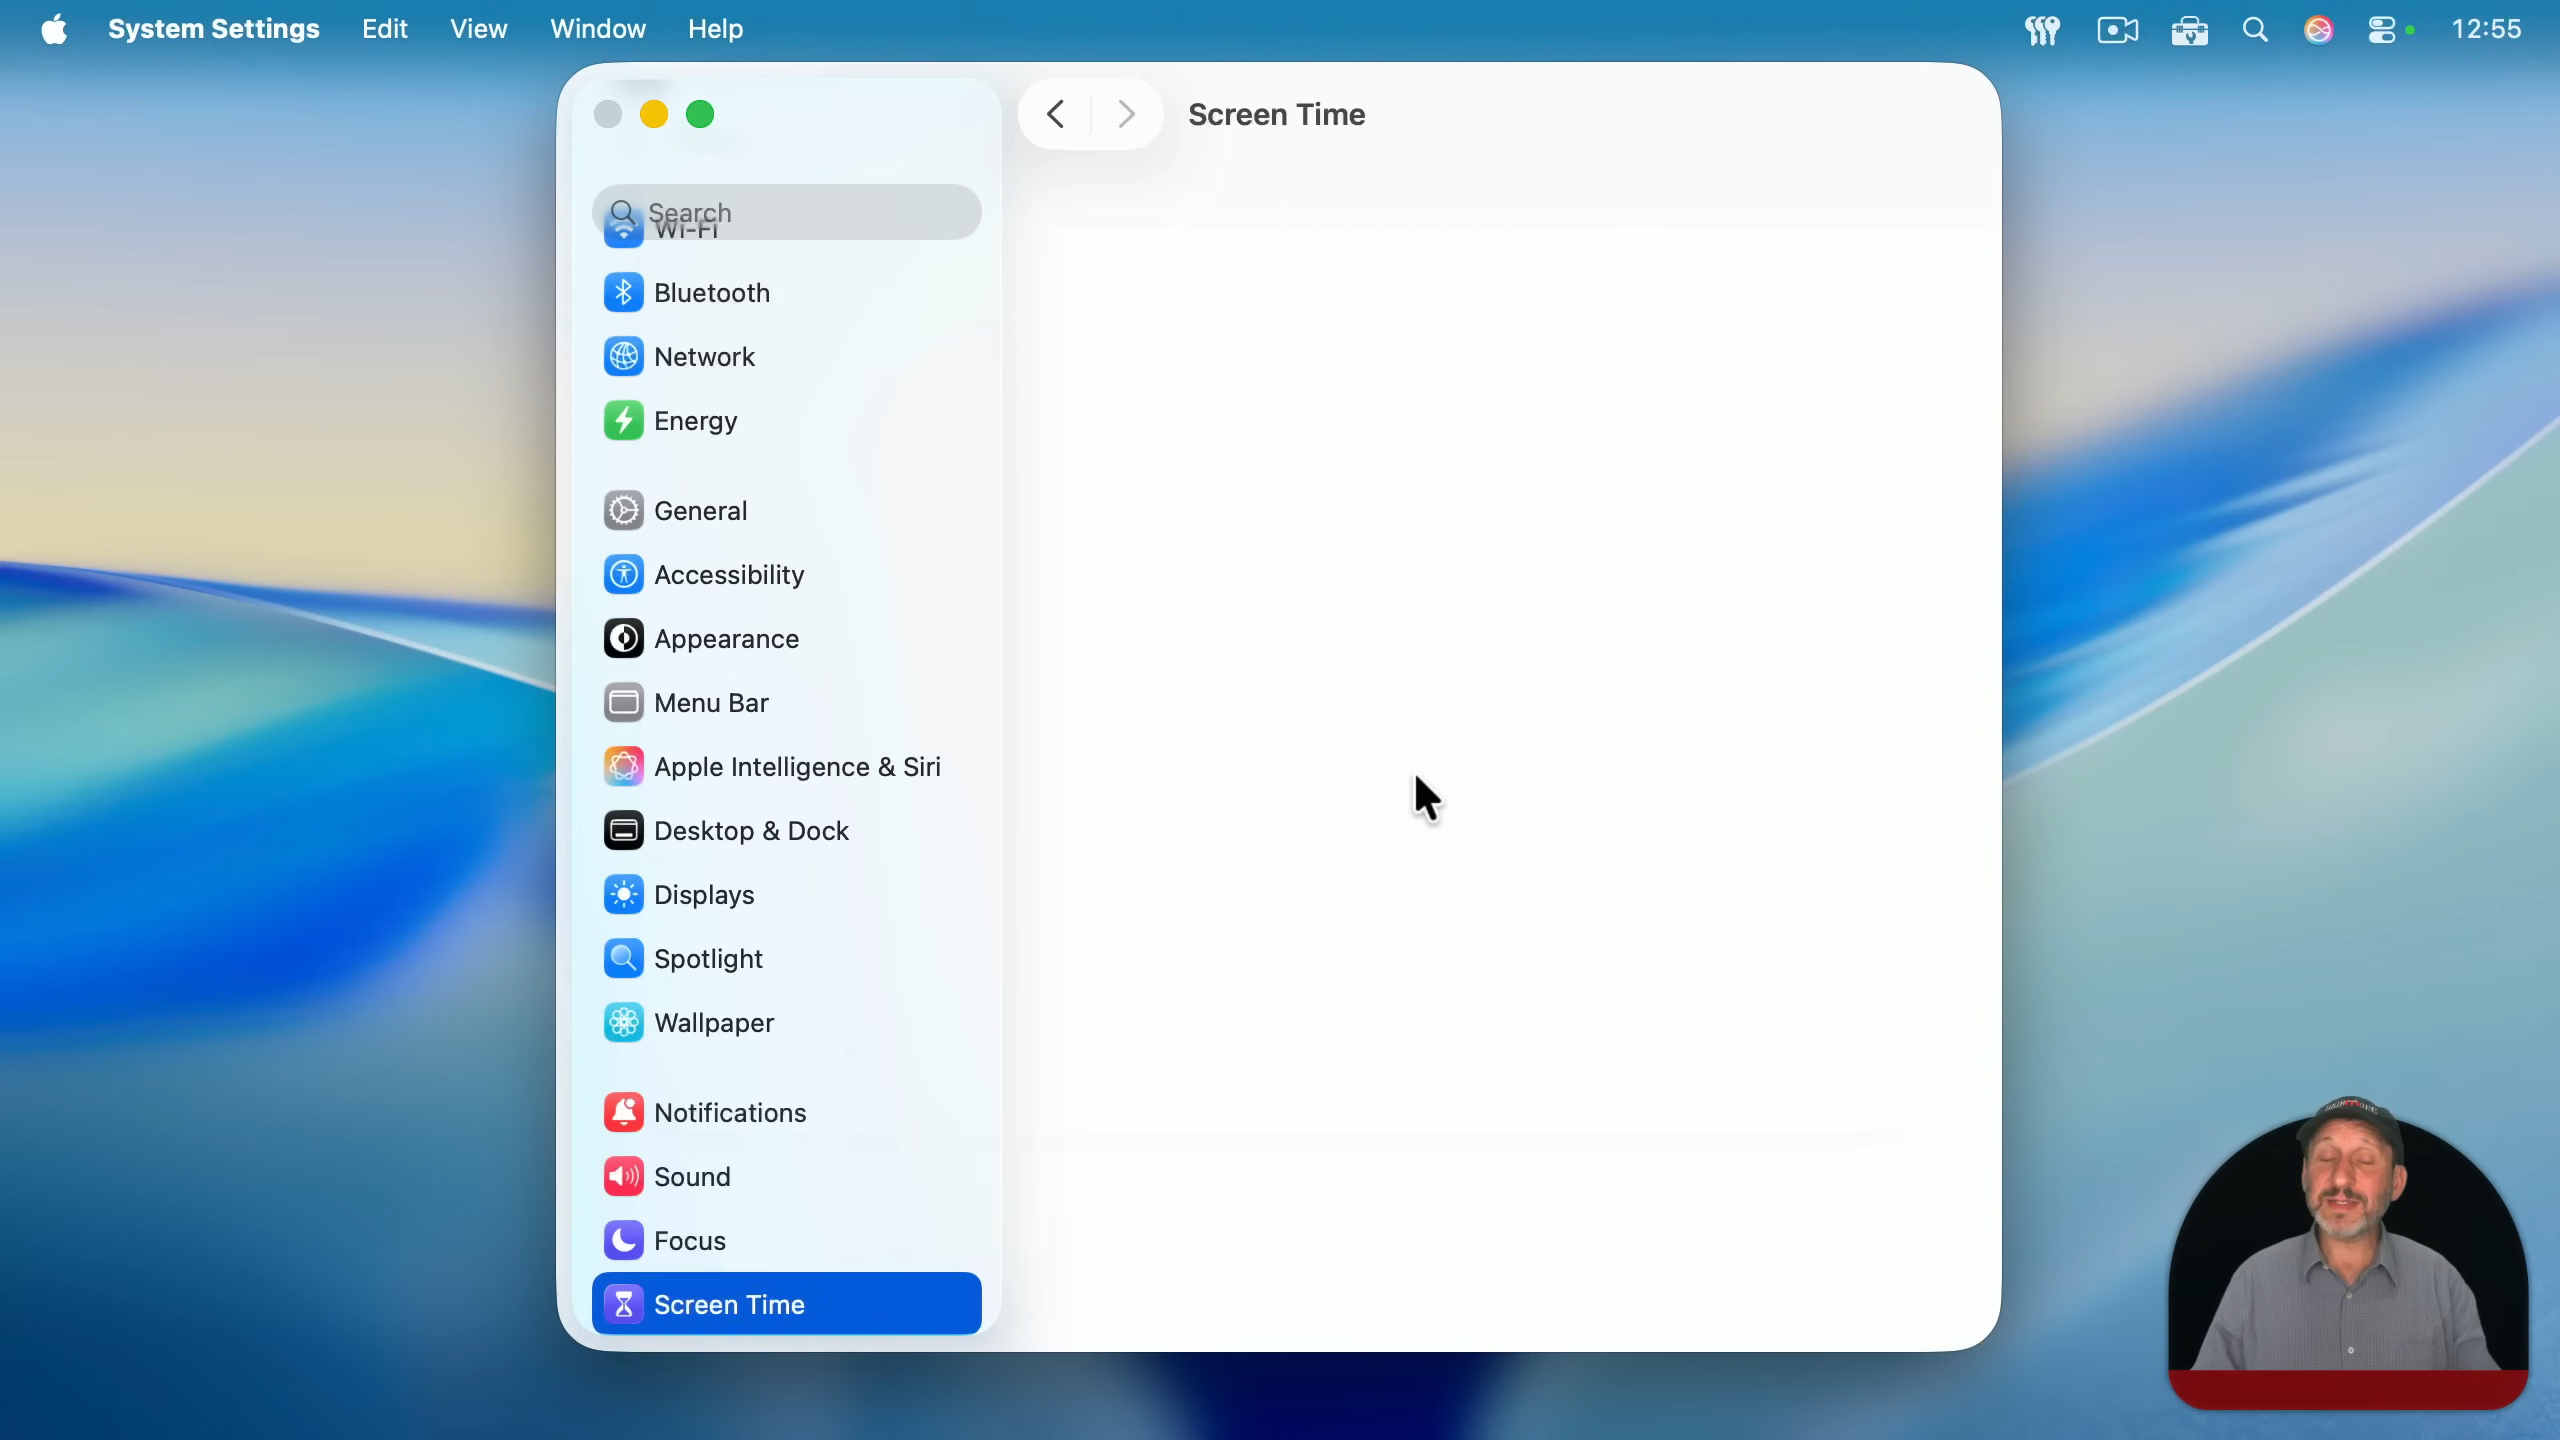 System Settings Edit View Window Help 12:55
Screen Time
Search
Wi-Fi
Bluetooth
Network
Energy
General
Accessibility
Appearance
Menu Bar
Apple Intelligence & Siri
Desktop & Dock
Displays
Spotlight
Wallpaper
Notifications
Sound
Focus
Screen Time